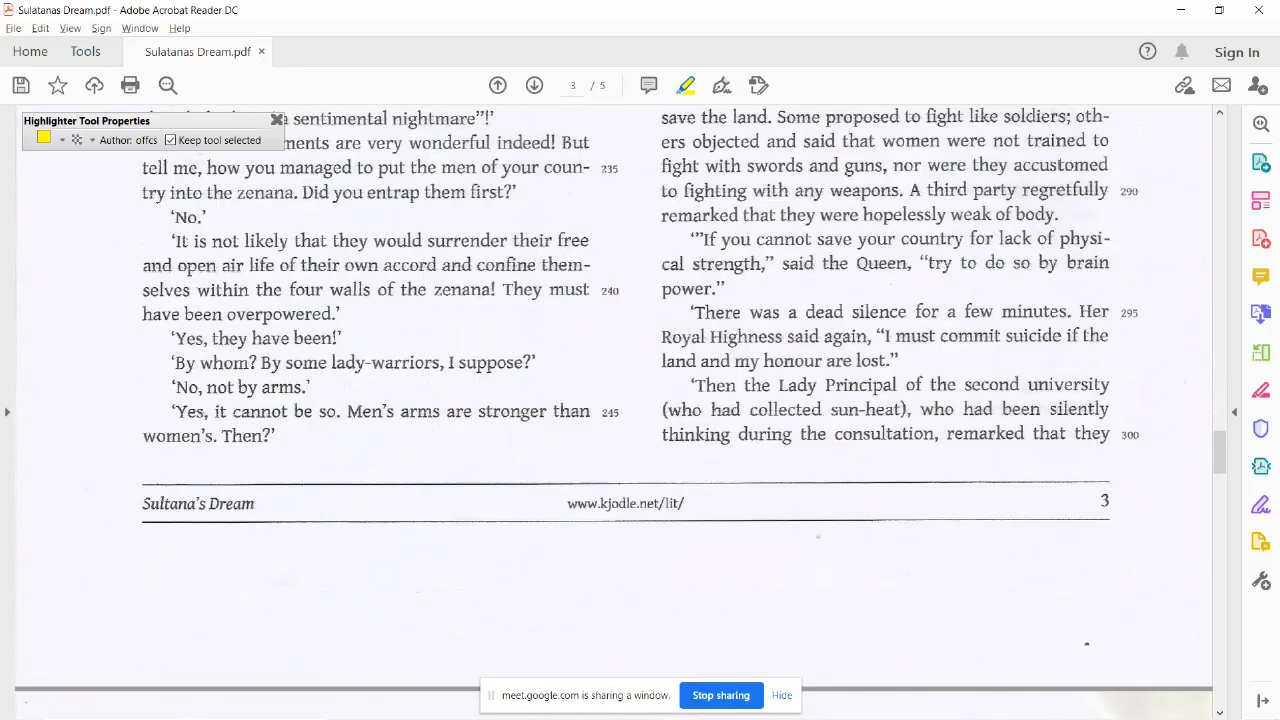 Sulatanas Dream.pdf - Adobe Acrobat Reader DC
File Edit View Sign Window Help
Home Tools Sulatanas Dream.pdf × Sign In
3 / 5
Highlighter Tool Properties
Author: offcs Keep tool selected
sentimental nightmare”!’
ments are very wonderful indeed! But
tell me, how you managed to put the men of your coun- 235
try into the zenana. Did you entrap them first?’
‘No.’
‘It is not likely that they would surrender their free
and open air life of their own accord and confine them-
selves within the four walls of the zenana! They must 240
have been overpowered.’
‘Yes, they have been!’
‘By whom? By some lady-warriors, I suppose?’
‘No, not by arms.’
‘Yes, it cannot be so. Men’s arms are stronger than 245
women’s. Then?’
save the land. Some proposed to fight like soldiers; oth-
ers objected and said that women were not trained to
fight with swords and guns, nor were they accustomed
to fighting with any weapons. A third party regretfully 290
remarked that they were hopelessly weak of body.
‘”If you cannot save your country for lack of physi-
cal strength,” said the Queen, “try to do so by brain
power.”
‘There was a dead silence for a few minutes. Her 295
Royal Highness said again, “I must commit suicide if the
land and my honour are lost.”
‘Then the Lady Principal of the second university
(who had collected sun-heat), who had been silently
thinking during the consultation, remarked that they 300
Sultana’s Dream www.kjodle.net/lit/ 3
meet.google.com is sharing a window. Stop sharing Hide